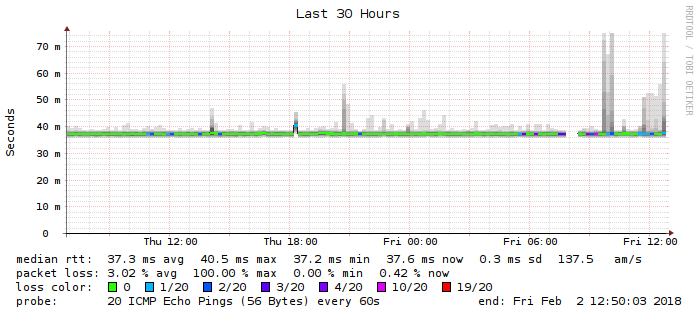 Last 30 Hours
RRDTOOL / TOBI OETIKER
Seconds
70 m
60 m
50 m
40 m
30 m
20 m
10 m
0
Thu 12:00 Thu 18:00 Fri 00:00 Fri 06:00 Fri 12:00
median rtt: 37.3 ms avg 40.5 ms max 37.2 ms min 37.6 ms now 0.3 ms sd 137.5 am/s
packet loss: 3.02 % avg 100.00 % max 0.00 % min 0.42 % now
loss color: 0 1/20 2/20 3/20 4/20 10/20 19/20
probe: 20 ICMP Echo Pings (56 Bytes) every 60s end: Fri Feb 2 12:50:03 2018